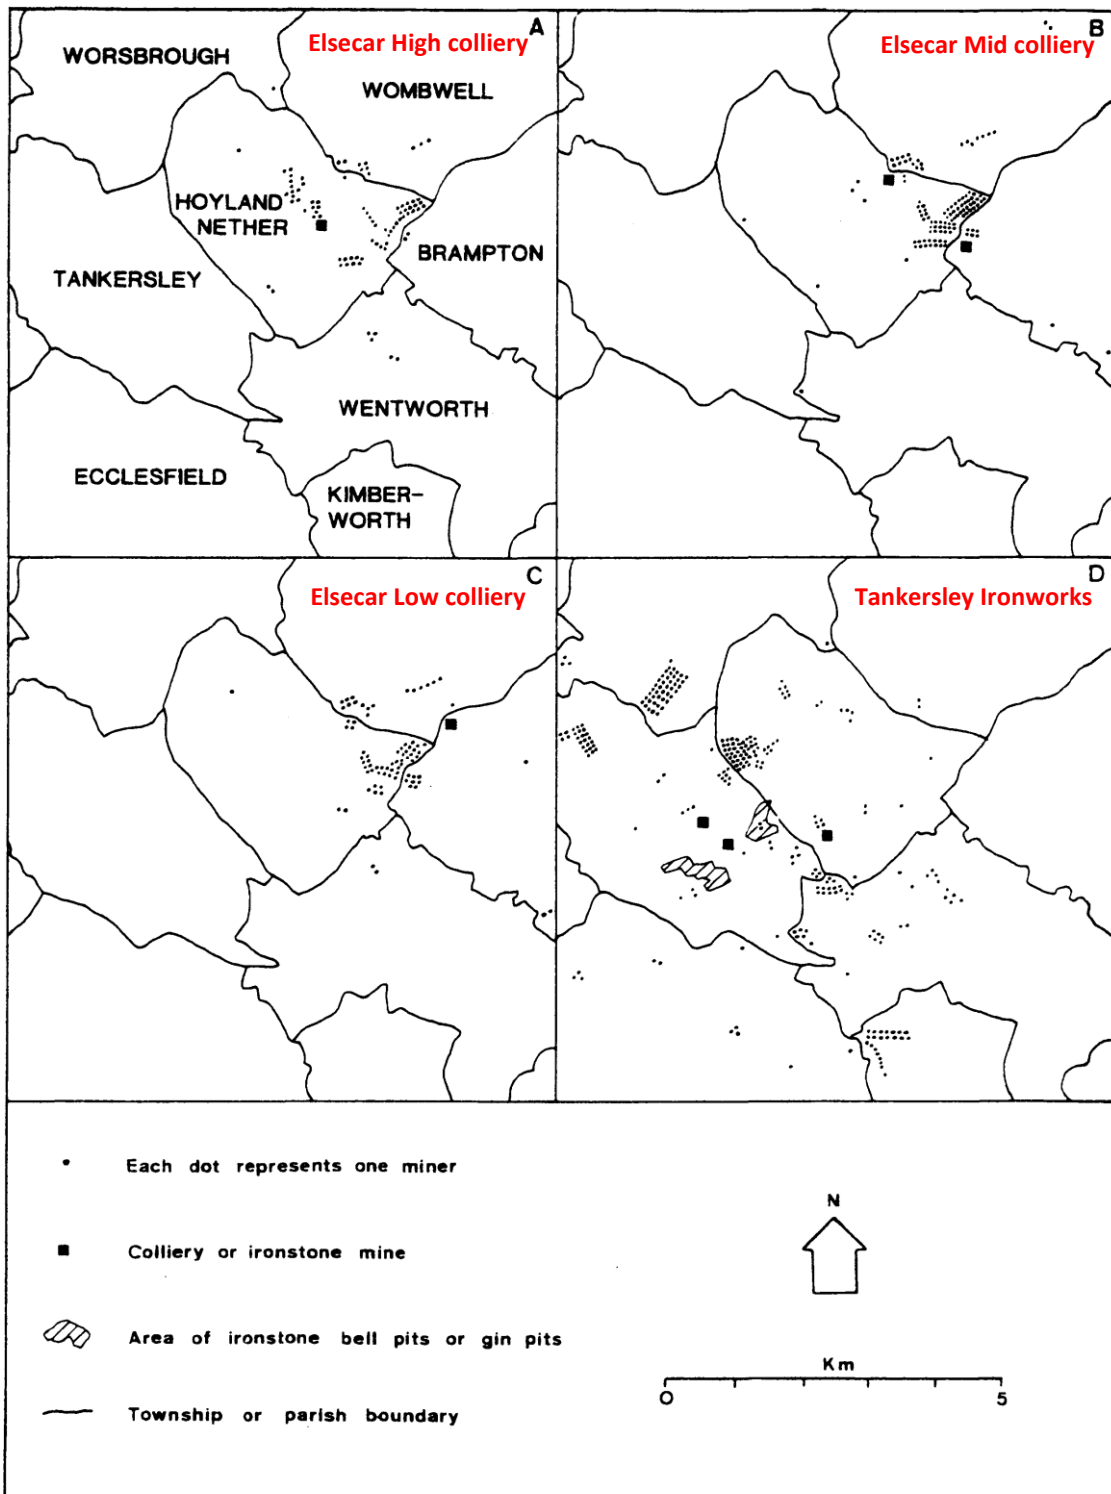 A
Elsecar High colliery
WORSBROUGH
WOMBWELL
HOYLAND
NETHER
BRAMPTON
TANKERSLEY
WENTWORTH
ECCLESFIELD
KIMBER-
WORTH
B
Elsecar Mid colliery
C
Elsecar Low colliery
D
Tankersley Ironworks
Each dot represents one miner
Colliery or ironstone mine
Area of ironstone bell pits or gin pits
Township or parish boundary
N
Km
0 5